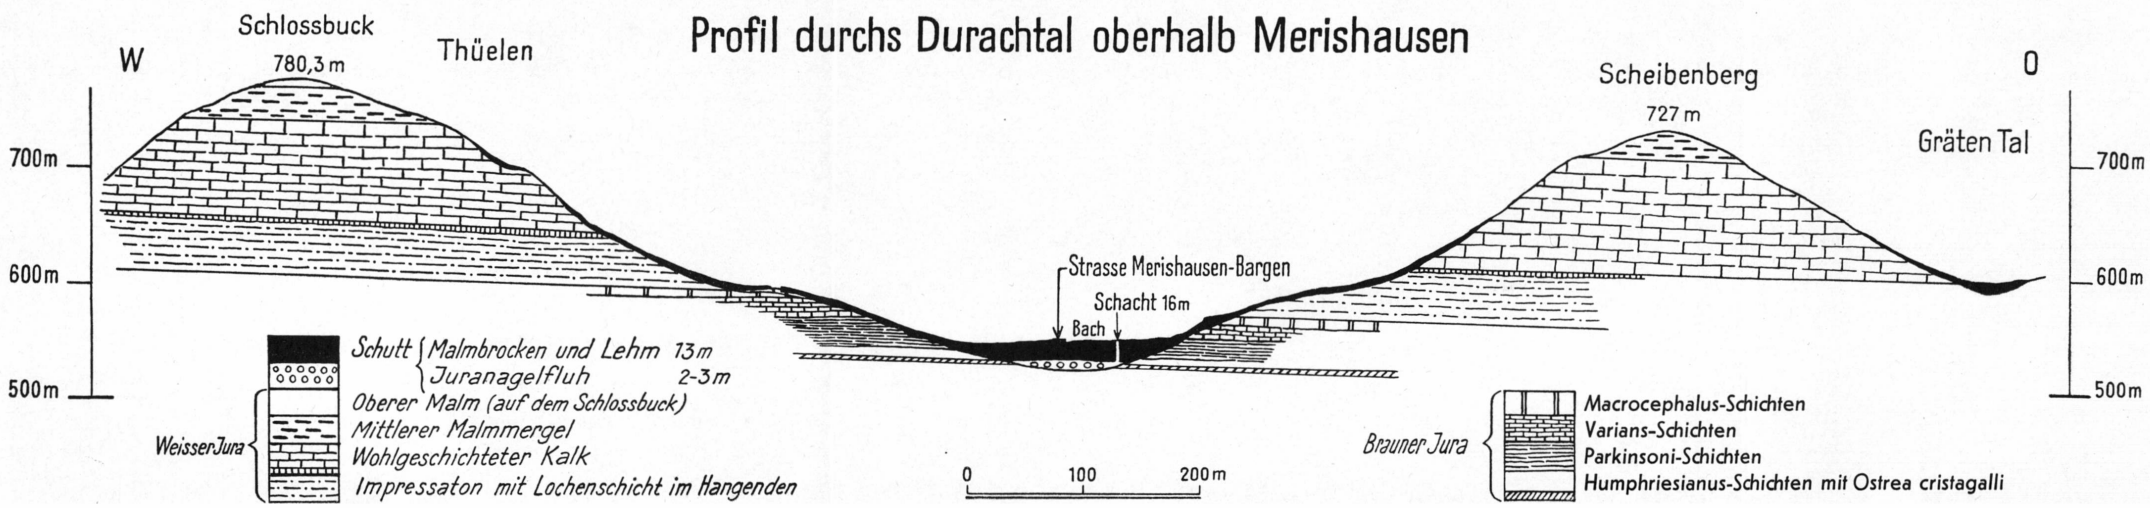 Profil durchs Durachtal oberhalb Merishausen
W
Schlossbuck
780,3 m
Thüelen
Scheibenberg
727 m
O
Gräten Tal
700m
600m
500m
700m
600m
500m
Strasse Merishausen-Bargen
Schacht 16m
Bach
Schutt
Malmbrocken und Lehm 13m
Juranagelfluh 2-3m
Weisser Jura
Oberer Malm (auf dem Schlossbuck)
Mittlerer Malmmergel
Wohlgeschichteter Kalk
Impressaton mit Lochenschicht im Hangenden
0 100 200m
Brauner Jura
Macrocephalus-Schichten
Varians-Schichten
Parkinsoni-Schichten
Humphriesianus-Schichten mit Ostrea cristagalli